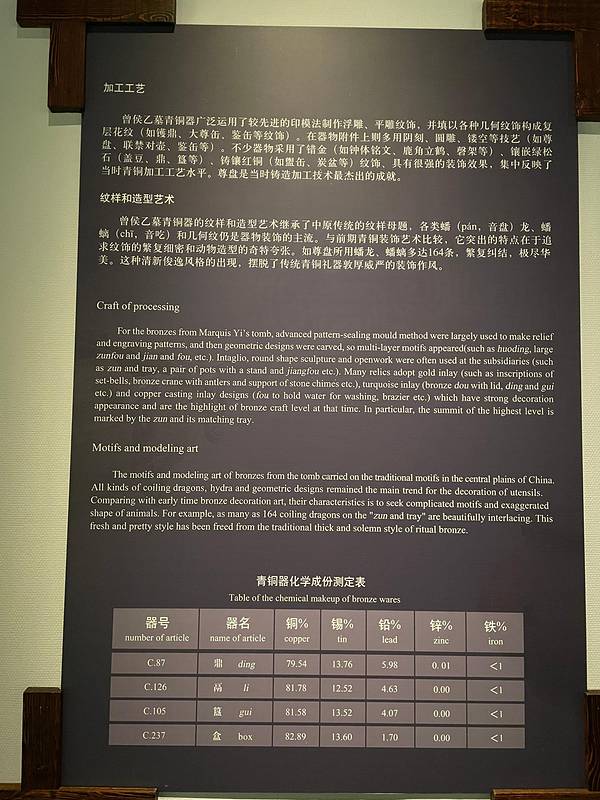 加工工艺
曾侯乙墓青铜器广泛运用了较先进的印模法制作浮雕、平雕纹饰，并填以各种几何纹饰构成复
层花纹（如镬鼎、大尊缶、鉴缶等纹饰）。在器物附件上则多用阴刻、圆雕、镂空等技艺（如尊
盘、联禁对壶、鉴缶等）。不少器物采用了错金（如钟体铭文、鹿角立鹤、磬架等）、镶嵌绿松
石（盖豆、鼎、簋等）、铸镶红铜（如盥缶、炭盆等）纹饰、具有很强的装饰效果，集中反映了
当时青铜加工工艺水平。尊盘是当时铸造加工技术最杰出的成就。
纹样和造型艺术
曾侯乙墓青铜器的纹样和造型艺术继承了中原传统的纹样母题，各类蟠（pán，音盘）龙、蟠
螭（chī，音吃）和几何纹仍是器物装饰的主流。与前期青铜装饰艺术比较，它突出的特点在于追
求纹饰的繁复细密和动物造型的奇特夸张。如尊盘所用蟠龙、蟠螭多达164条，繁复纠结，极尽华
美。这种清新俊逸风格的出现，摆脱了传统青铜礼器敦厚威严的装饰作风。
Craft of processing
For the bronzes from Marquis Yi's tomb, advanced pattern-sealing mould method were largely used to make relief
and engraving patterns, and then geometric designs were carved, so multi-layer motifs appeared(such as huoding, large
zunfou and jian and fou, etc.). Intaglio, round shape sculpture and openwork were often used at the subsidiaries (such
as zun and tray, a pair of pots with a stand and jiangfou etc.). Many relics adopt gold inlay (such as inscriptions of
set-bells, bronze crane with antlers and support of stone chimes etc.), turquoise inlay (bronze dou with lid, ding and gui
etc.) and copper casting inlay designs (fou to hold water for washing, brazier etc.) which have strong decoration
appearance and are the highlight of bronze craft level at that time. In particular, the summit of the highest level is
marked by the zun and its matching tray.
Motifs and modeling art
The motifs and modeling art of bronzes from the tomb carried on the traditional motifs in the central plains of China.
All kinds of coiling dragons, hydra and geometric designs remained the main trend for the decoration of utensils.
Comparing with early time bronze decoration art, their characteristics is to seek complicated motifs and exaggerated
shape of animals. For example, as many as 164 coiling dragons on the "zun and tray" are beautifully interlacing. This
fresh and pretty style has been freed from the traditional thick and solemn style of ritual bronze.
青铜器化学成份测定表
Table of the chemical makeup of bronze wares
器号 器名 铜% 锡% 铅% 锌% 铁%
number of article name of article copper tin lead zinc iron
C.87 鼎 ding 79.54 13.76 5.98 0.01 <1
C.126 鬲 li 81.78 12.52 4.63 0.00 <1
C.105 簋 gui 81.58 13.52 4.07 0.00 <1
C.237 盒 box 82.89 13.60 1.70 0.00 <1